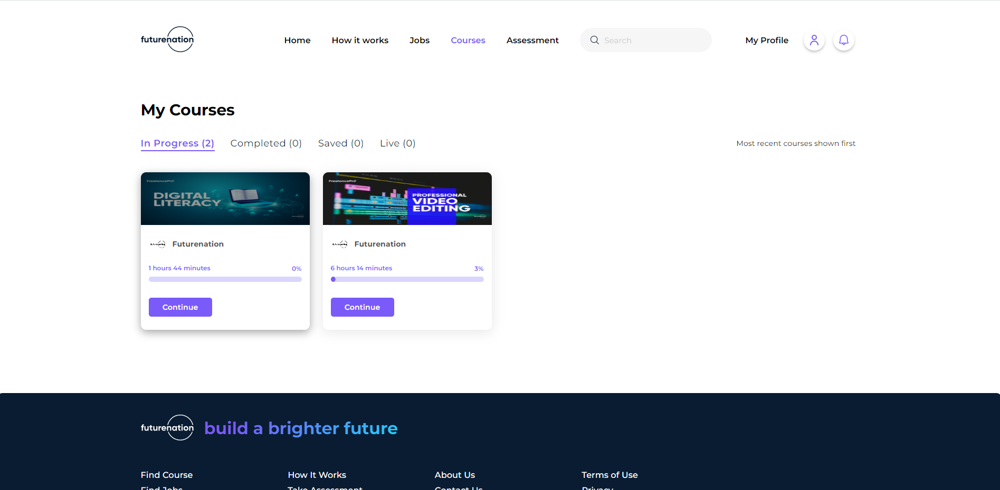 futurenation
Home
How it works
Jobs
Courses
Assessment
Search
My Profile
My Courses
In Progress (2)
Completed (0)
Saved (0)
Live (0)
Most recent courses shown first
FreelancePro
DIGITAL
LITERACY
Futurenation
1 hours 44 minutes
0%
Continue
FreelancePro
PROFESSIONAL
VIDEO
EDITING
Futurenation
6 hours 14 minutes
3%
Continue
futurenation
build a brighter future
Find Course
How It Works
About Us
Terms of Use
Find Jobs
Take Assessment
Contact Us
Privacy